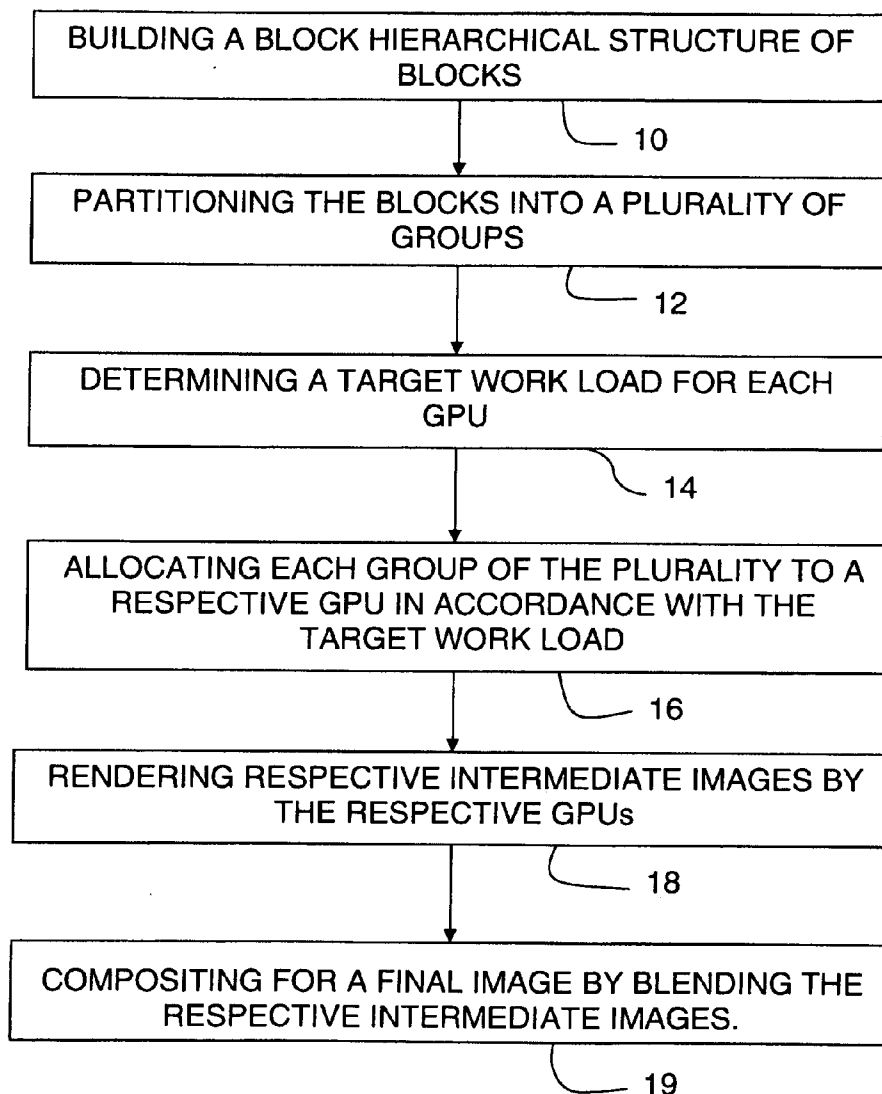 BUILDING A BLOCK HIERARCHICAL STRUCTURE OF
BLOCKS
10
PARTITIONING THE BLOCKS INTO A PLURALITY OF
GROUPS
12
DETERMINING A TARGET WORK LOAD FOR EACH
GPU
14
ALLOCATING EACH GROUP OF THE PLURALITY TO A
RESPECTIVE GPU IN ACCORDANCE WITH THE
TARGET WORK LOAD
16
RENDERING RESPECTIVE INTERMEDIATE IMAGES BY
THE RESPECTIVE GPUs
18
COMPOSITING FOR A FINAL IMAGE BY BLENDING THE
RESPECTIVE INTERMEDIATE IMAGES.
19